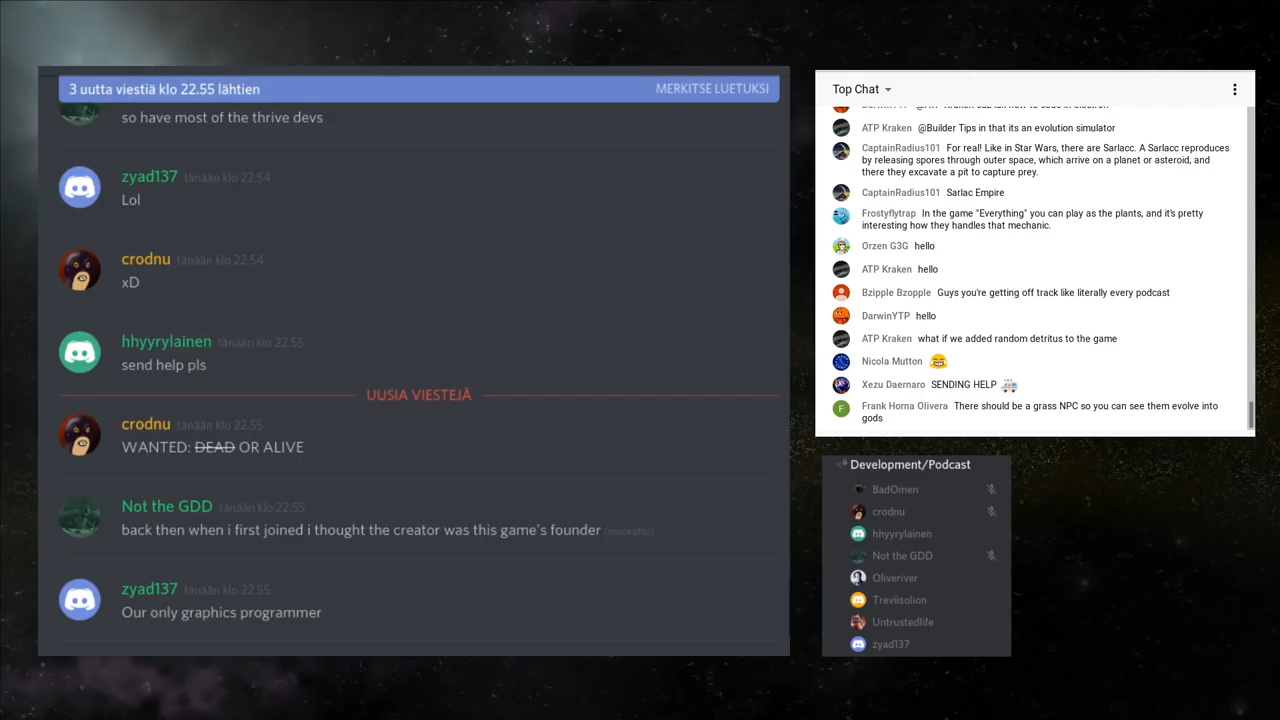 3 uutta viestiä klo 22.55 lähtien
MERKITSE LUETUKSI
so have most of the thrive devs
zyad137 tänään klo 22.54
Lol
crodnu tänään klo 22.54
xD
hhyyrylainen tänään klo 22.55
send help pls
UUSIA VIESTEJÄ
crodnu tänään klo 22.55
WANTED: DEAD OR ALIVE
Not the GDD tänään klo 22.55
back then when i first joined i thought the creator was this game's founder (muokattu)
zyad137 tänään klo 22.55
Our only graphics programmer
Top Chat
ATP Kraken @Builder Tips in that its an evolution simulator
CaptainRadius101 For real! Like in Star Wars, there are Sarlacc. A Sarlacc reproduces
by releasing spores through outer space, which arrive on a planet or asteroid, and
there they excavate a pit to capture prey.
CaptainRadius101 Sarlac Empire
Frostyflytrap In the game "Everything" you can play as the plants, and it's pretty
interesting how they handles that mechanic.
Orzen G3G hello
ATP Kraken hello
Bzipple Bzopple Guys you're getting off track like literally every podcast
DarwinYTP hello
ATP Kraken what if we added random detritus to the game
Nicola Mutton 😂
Xezu Daernaro SENDING HELP 🚑
F
Frank Horna Olivera There should be a grass NPC so you can see them evolve into
gods
Development/Podcast
BadOmen
crodnu
hhyyrylainen
Not the GDD
Oliveriver
Treviisolion
Untrustedlife
zyad137